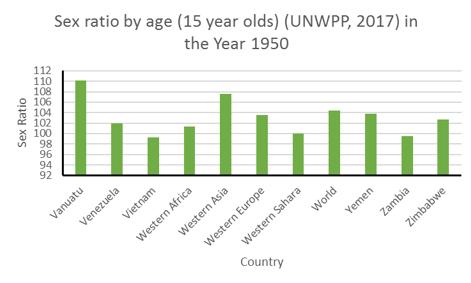 Sex ratio by age (15 year olds) (UNWPP, 2017) in
the Year 1950
Sex Ratio
112
110
108
106
104
102
100
98
96
94
92
Vanuatu
Venezuela
Vietnam
Western Africa
Western Asia
Western Europe
Western Sahara
World
Yemen
Zambia
Zimbabwe
Country